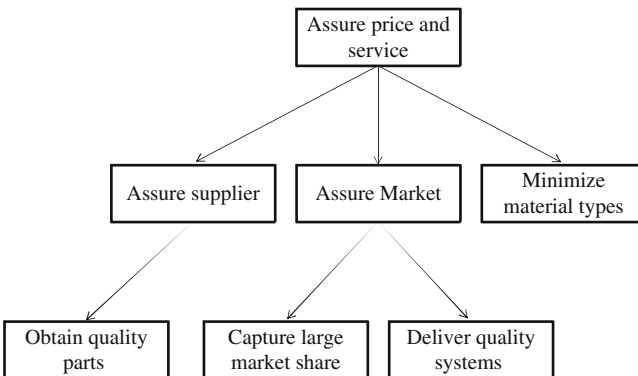 Assure price and
service
Assure supplier
Assure Market
Minimize
material types
Obtain quality
parts
Capture large
market share
Deliver quality
systems